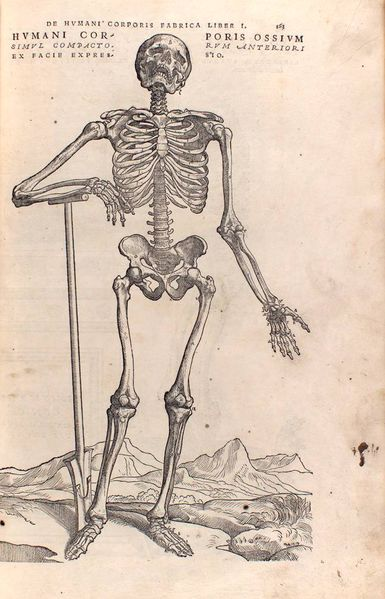 DE HVMANI CORPORIS FABRICA LIBER I. 163
HVMANI COR- PORIS OSSIVM
SIMVL COMPACTO- RVM ANTERIORI
EX FACIE EXPRES- SIO.